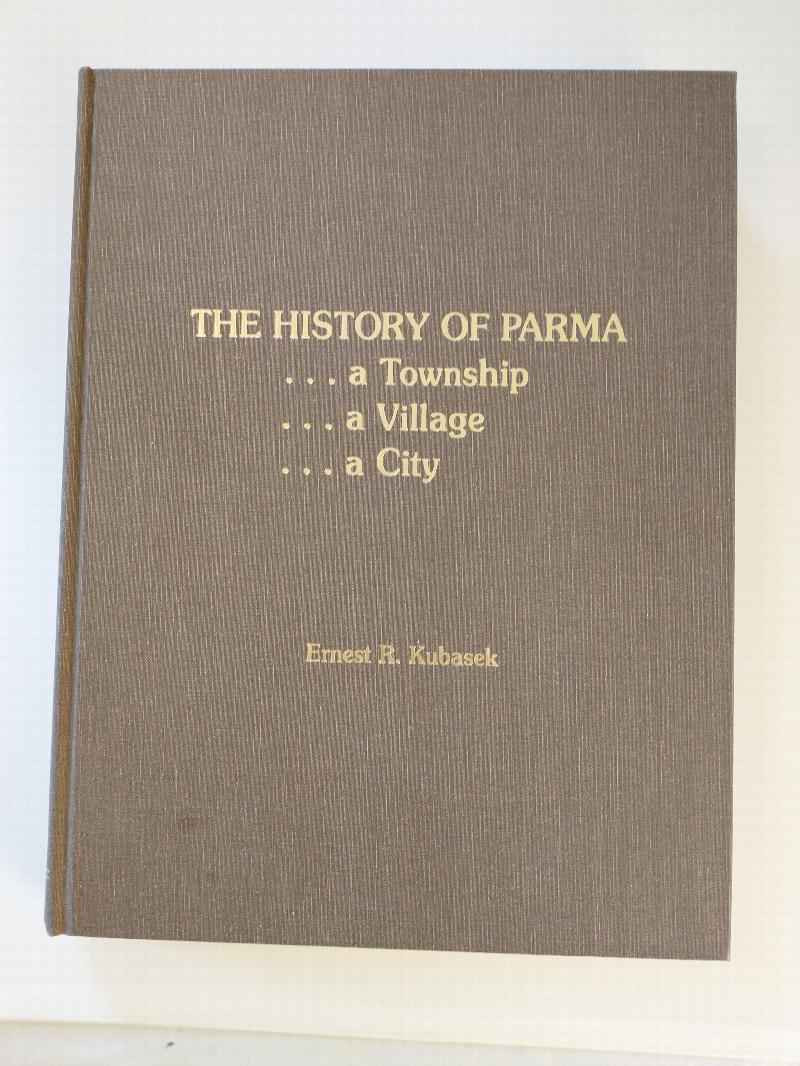 THE HISTORY OF PARMA
. . . a Township
. . . a Village
. . . a City
Ernest R. Kubasek